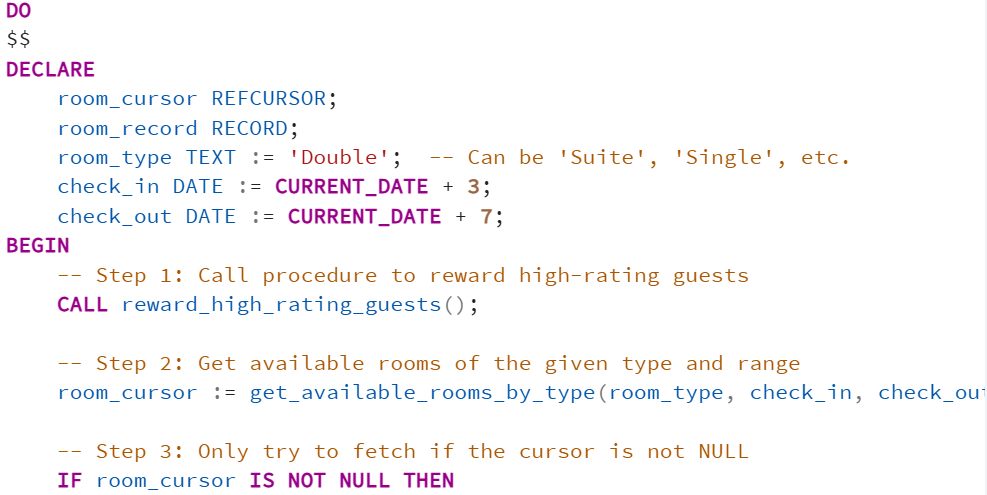 DO
$$
DECLARE
    room_cursor REFCURSOR;
    room_record RECORD;
    room_type TEXT := 'Double';  -- Can be 'Suite', 'Single', etc.
    check_in DATE := CURRENT_DATE + 3;
    check_out DATE := CURRENT_DATE + 7;
BEGIN
    -- Step 1: Call procedure to reward high-rating guests
    CALL reward_high_rating_guests();

    -- Step 2: Get available rooms of the given type and range
    room_cursor := get_available_rooms_by_type(room_type, check_in, check_ou

    -- Step 3: Only try to fetch if the cursor is not NULL
    IF room_cursor IS NOT NULL THEN